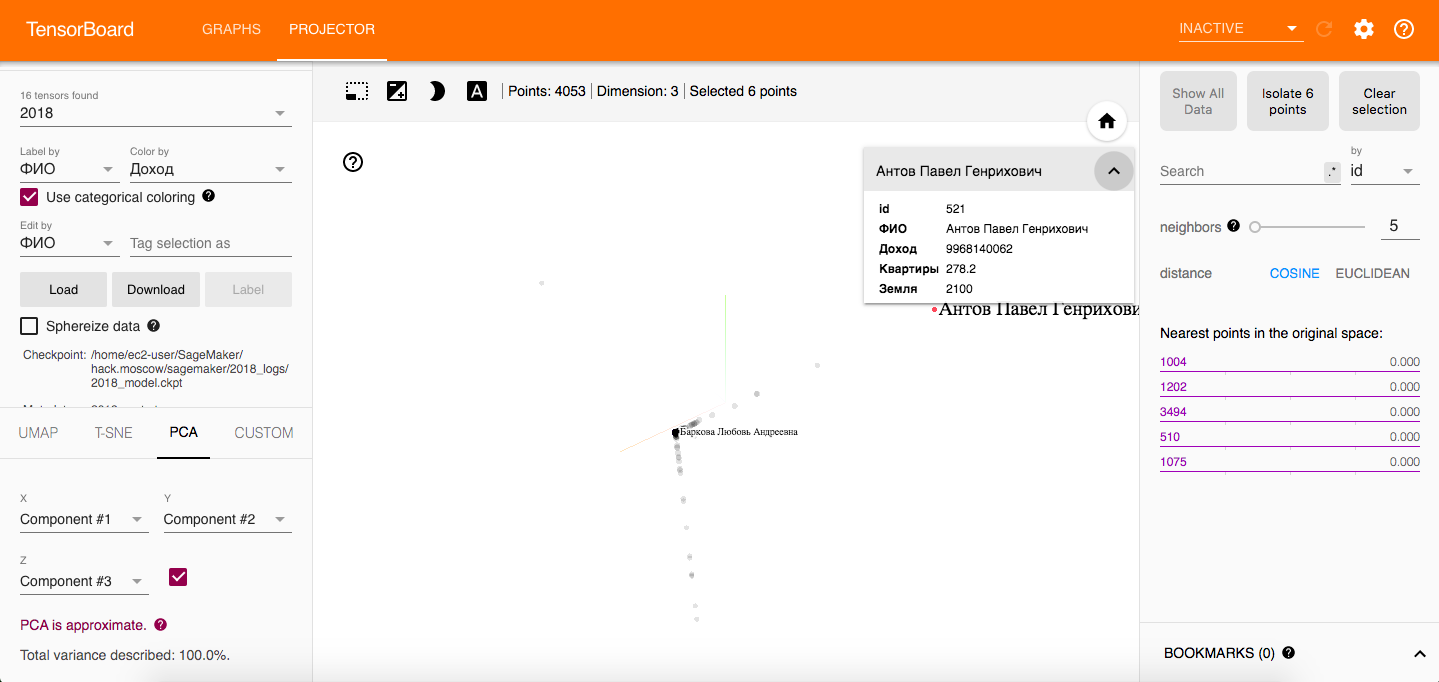 TensorBoard GRAPHS PROJECTOR INACTIVE
16 tensors found
2018
Label by Color by
ФИО Доход
Use categorical coloring
Edit by
ФИО Tag selection as
Load Download Label
Sphereize data
Checkpoint: /home/ec2-user/SageMaker/
hack.moscow/sagemaker/2018_logs/
2018_model.ckpt
UMAP T-SNE PCA CUSTOM
X Y
Component #1 Component #2
Z
Component #3
PCA is approximate.
Total variance described: 100.0%.
A Points: 4053 Dimension: 3 Selected 6 points
Антов Павел Генрихович
id 521
ФИО Антов Павел Генрихович
Доход 9968140062
Квартиры 278.2
Земля 2100
Антов Павел Генрихови
Баркова Любовь Андреевна
Show All Data
Isolate 6 points
Clear selection
by
Search .* id
neighbors 5
distance COSINE EUCLIDEAN
Nearest points in the original space:
1004 0.000
1202 0.000
3494 0.000
510 0.000
1075 0.000
BOOKMARKS (0)